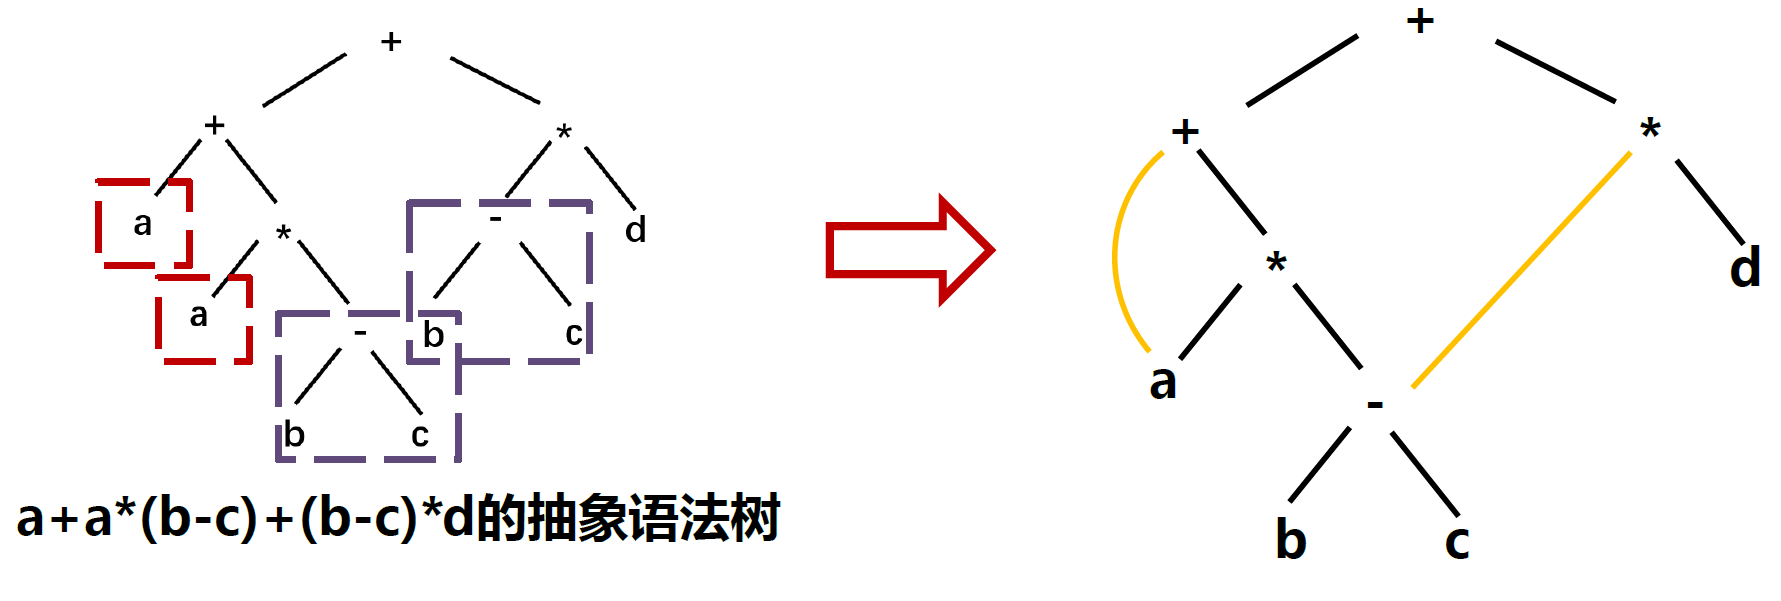 + +
+ * + *
a * - d * d
a - b c a -
b c b c
a+a*(b-c)+(b-c)*d的抽象语法树